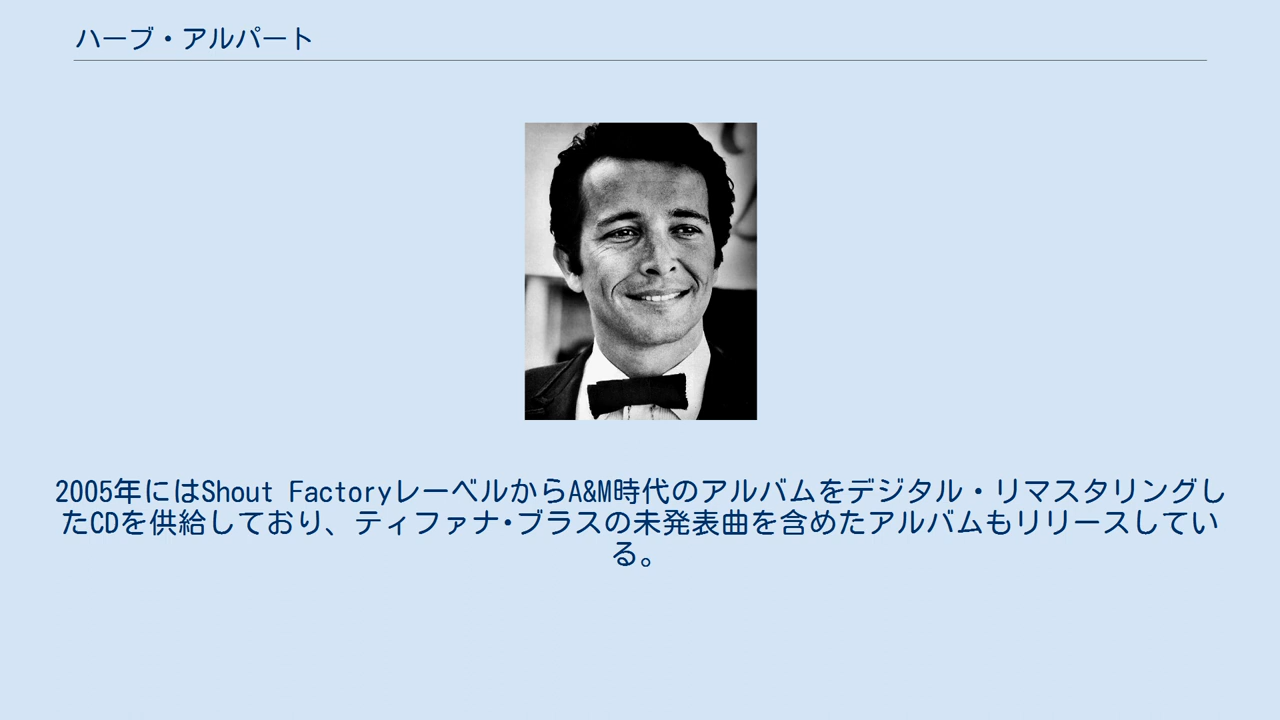 ハーブ・アルパート
2005年にはShout FactoryレーベルからA&M時代のアルバムをデジタル・リマスタリングし
たCDを供給しており、ティファナ･ブラスの未発表曲を含めたアルバムもリリースしてい
る。